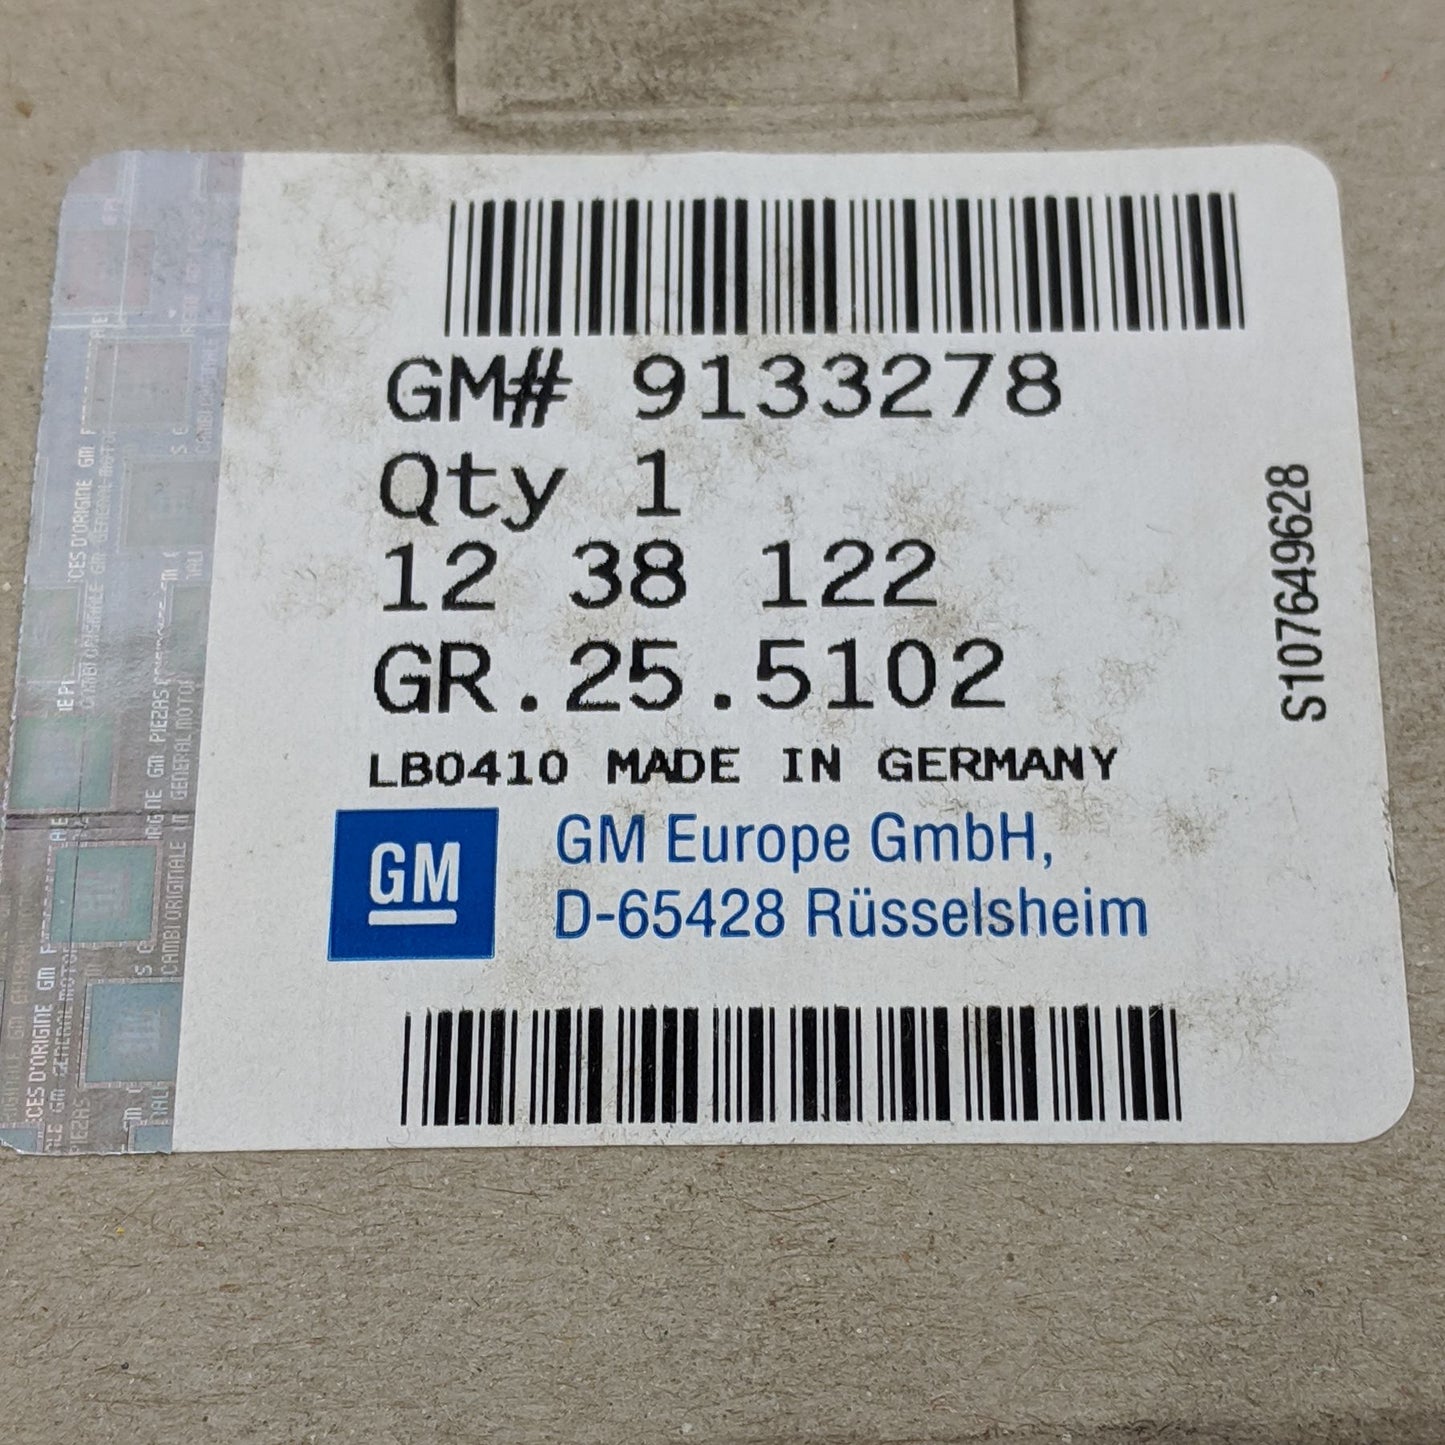 GM# 9133278
Qty 1
12 38 122
GR.25.5102
LB0410 MADE IN GERMANY
GM
GM Europe GmbH,
D-65428 Rüsselsheim
S107649628